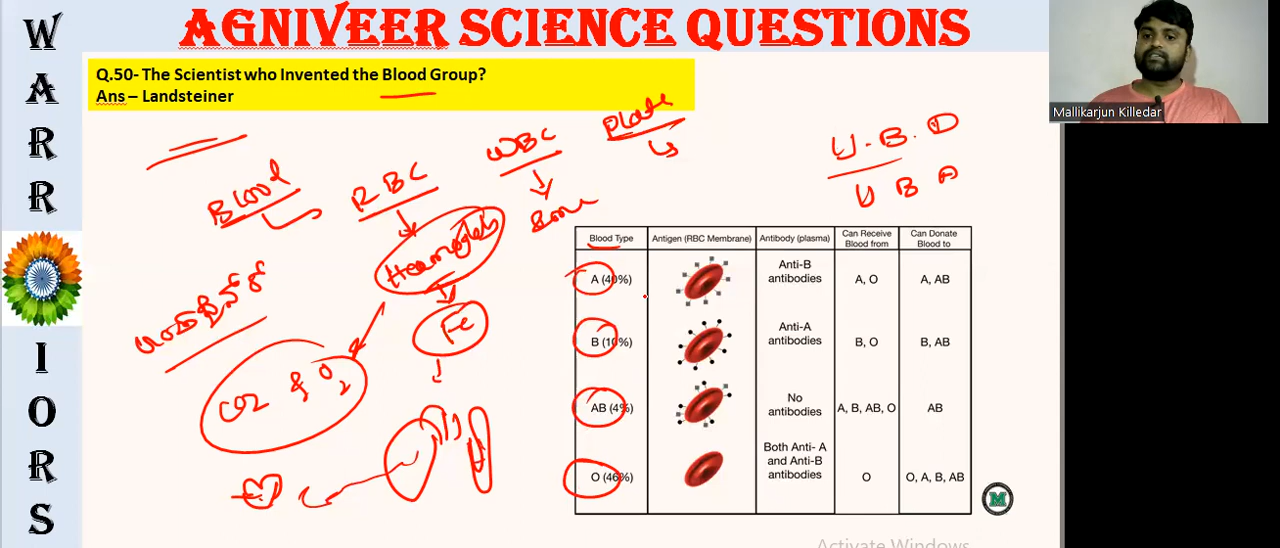 AGNIVEER SCIENCE QUESTIONS
WARRIORS
Q.50- The Scientist who Invented the Blood Group?
Ans – Landsteiner
Mallikarjun Killedar
Blood
RBC
WBC
Plate
U.B.D
U B A
Haemoglob
Bone
Fe
CO2 & O2
Blood Type Antigen (RBC Membrane) Antibody (plasma) Can Receive Blood from Can Donate Blood to
A (40%) Anti-B antibodies A, O A, AB
B (10%) Anti-A antibodies B, O B, AB
AB (4%) No antibodies A, B, AB, O AB
O (46%) Both Anti- A and Anti-B antibodies O O, A, B, AB
M
Activate Windows